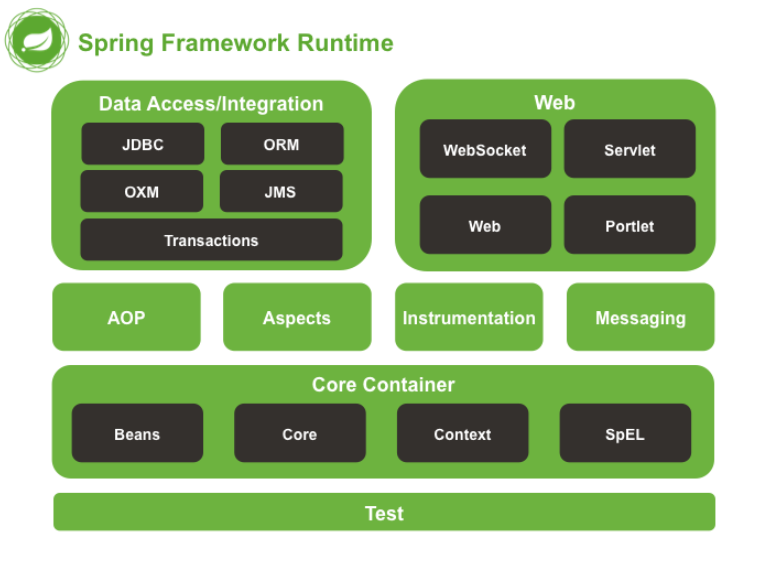 Spring Framework Runtime
Data Access/Integration
JDBC
ORM
OXM
JMS
Transactions
Web
WebSocket
Servlet
Web
Portlet
AOP
Aspects
Instrumentation
Messaging
Core Container
Beans
Core
Context
SpEL
Test